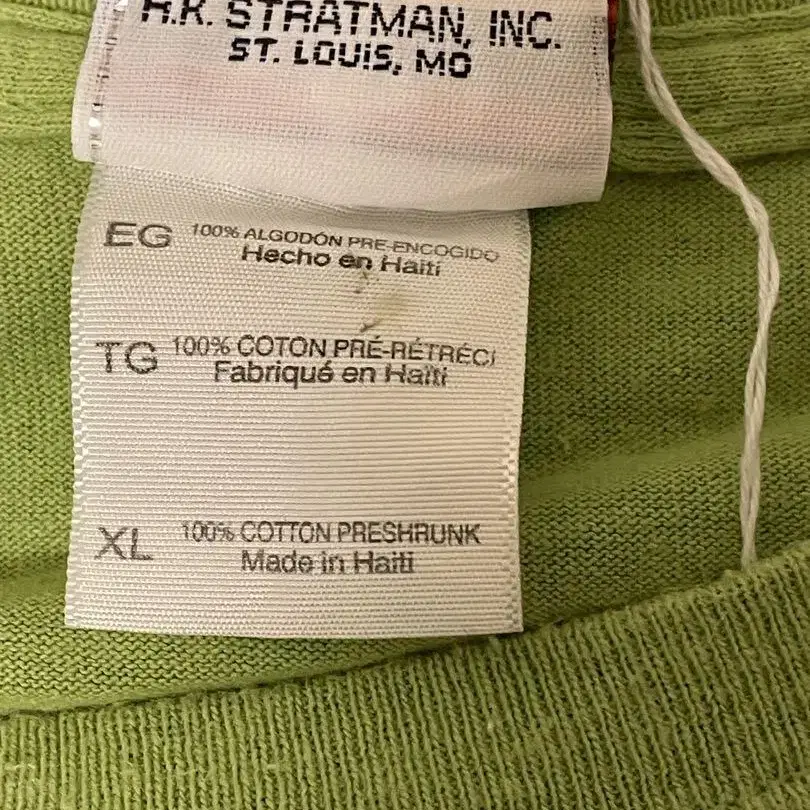 R.K. STRATMAN, INC.
ST. LOUIS, MO
EG 100% ALGODÓN PRE-ENCOGIDO
Hecho en Haiti
TG 100% COTON PRÉ-RÉTRÉCI
Fabriqué en Haïti
XL 100% COTTON PRESHRUNK
Made in Haiti